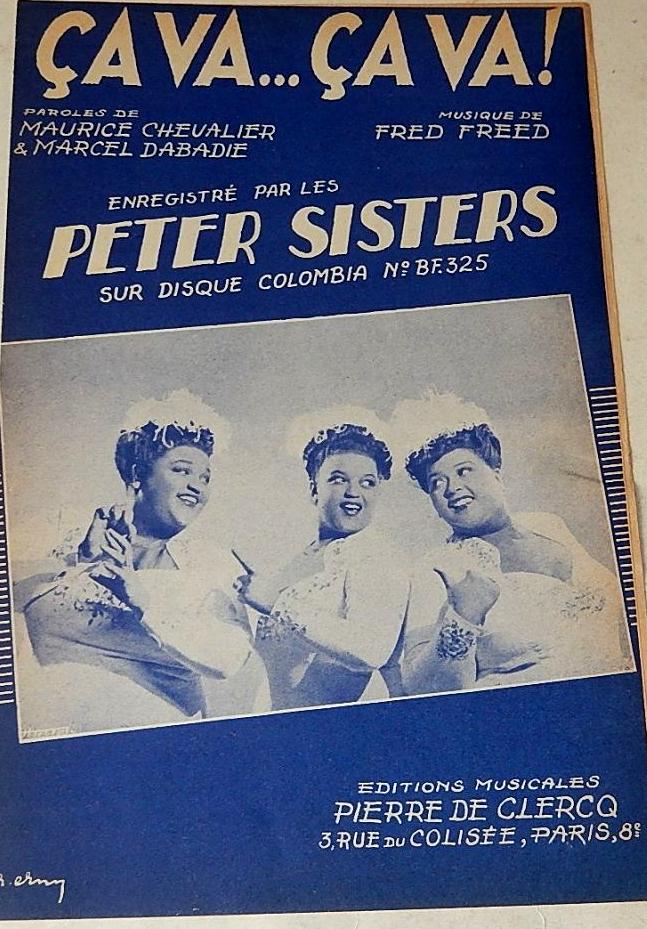 ÇA VA... ÇA VA!
PAROLES DE
MAURICE CHEVALIER
& MARCEL DABADIE
MUSIQUE DE
FRED FREED
ENREGISTRÉ PAR LES
PETER SISTERS
SUR DISQUE COLOMBIA Nº BF.325
EDITIONS MUSICALES
PIERRE DE CLERCQ
3, RUE DU COLISÉE, PARIS, 8e